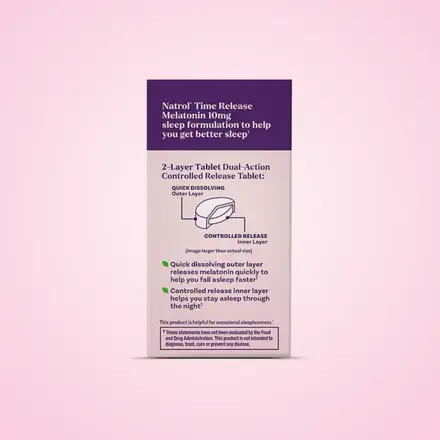 Natrol® Time Release
Melatonin 10mg
sleep formulation to help
you get better sleep†
2-Layer Tablet Dual-Action
Controlled Release Tablet:
QUICK DISSOLVING
Outer Layer
CONTROLLED RELEASE
Inner Layer
(image larger than actual size)
Quick dissolving outer layer
releases melatonin quickly to
help you fall asleep faster†
Controlled release inner layer
helps you stay asleep through
the night†
This product is helpful for occasional sleeplessness.†
† These statements have not been evaluated by the Food
and Drug Administration. This product is not intended to
diagnose, treat, cure or prevent any disease.